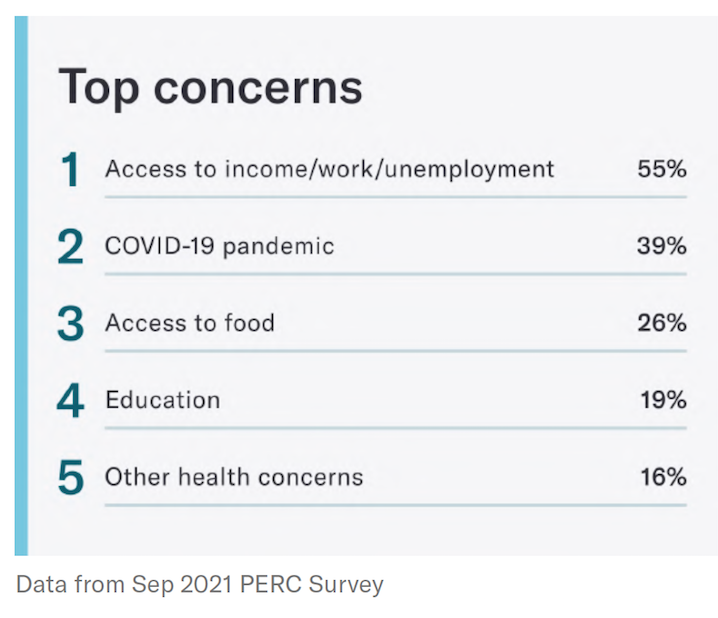 Top concerns
1 Access to income/work/unemployment 55%
2 COVID-19 pandemic 39%
3 Access to food 26%
4 Education 19%
5 Other health concerns 16%
Data from Sep 2021 PERC Survey